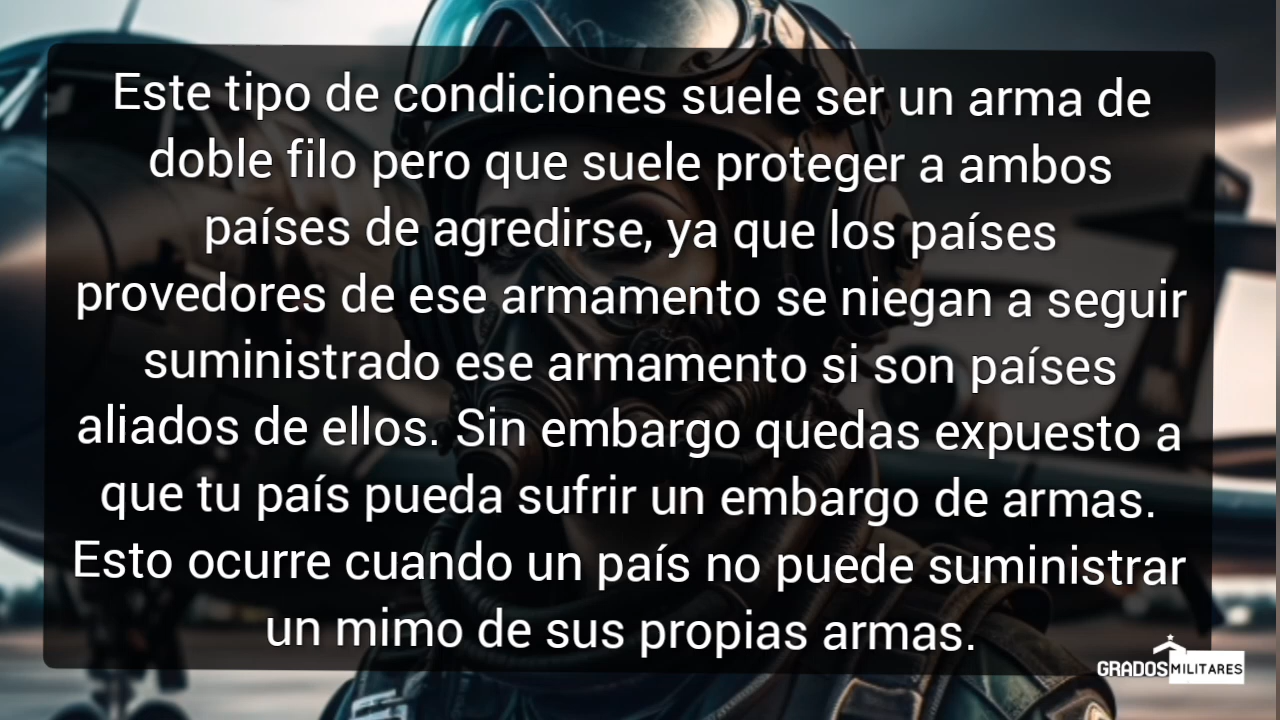 Este tipo de condiciones suele ser un arma de
doble filo pero que suele proteger a ambos
países de agredirse, ya que los países
provedores de ese armamento se niegan a seguir
suministrado ese armamento si son países
aliados de ellos. Sin embargo quedas expuesto a
que tu país pueda sufrir un embargo de armas.
Esto ocurre cuando un país no puede suministrar
un mimo de sus propias armas.
GRADOSMILITARES